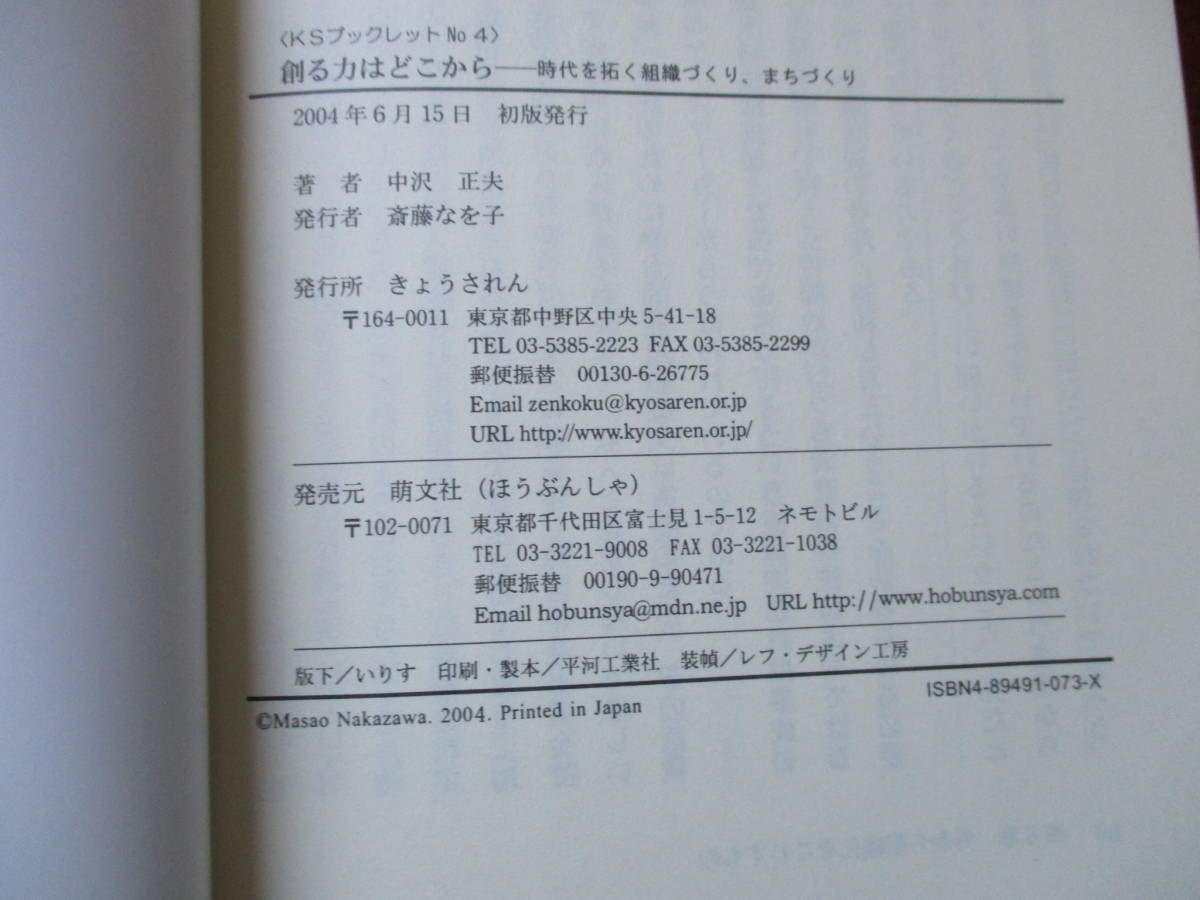 〈KSブックレットNo 4〉
創る力はどこから――時代を拓く組織づくり、まちづくり
2004年6月15日　初版発行
著　者　中沢　正夫
発行者　斎藤なを子
発行所　きょうされん
〒164-0011　東京都中野区中央5-41-18
TEL 03-5385-2223 FAX 03-5385-2299
郵便振替　00130-6-26775
Email zenkoku@kyosaren.or.jp
URL http://www.kyosaren.or.jp/
発売元　萌文社（ほうぶんしゃ）
〒102-0071　東京都千代田区富士見1-5-12　ネモトビル
TEL 03-3221-9008　FAX 03-3221-1038
郵便振替　00190-9-90471
Email hobunsya@mdn.ne.jp　URL http://www.hobunsya.com
版下／いりす　印刷・製本／平河工業社　装幀／レフ・デザイン工房
©Masao Nakazawa. 2004. Printed in Japan
ISBN4-89491-073-X